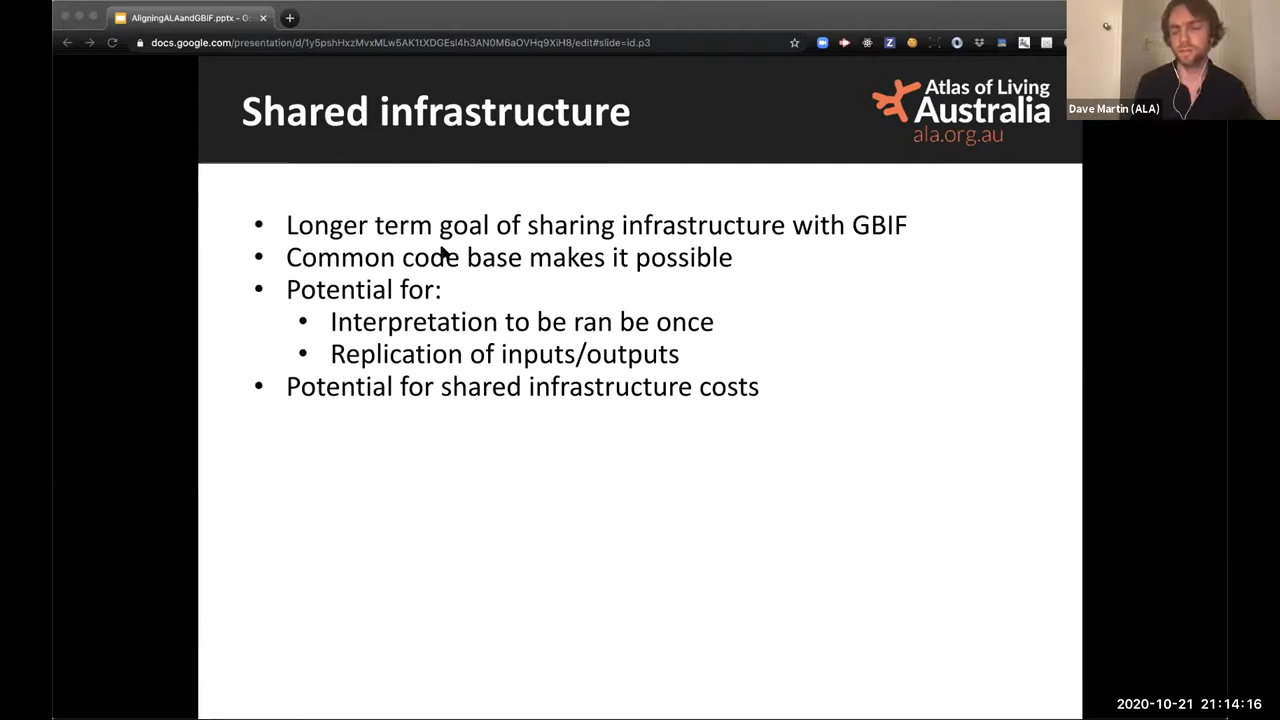 AligningALAandGBIF.pptx - G
docs.google.com/presentation/d/1y5pshHxzMvxMLw5AK1tXDGEsl4h3AN0M6aOVHq9XiH8/edit#slide=id.p3
Shared infrastructure
Atlas of Living
Australia
ala.org.au
Dave Martin (ALA)
• Longer term goal of sharing infrastructure with GBIF
• Common code base makes it possible
• Potential for:
• Interpretation to be ran be once
• Replication of inputs/outputs
• Potential for shared infrastructure costs
2020-10-21 21:14:16